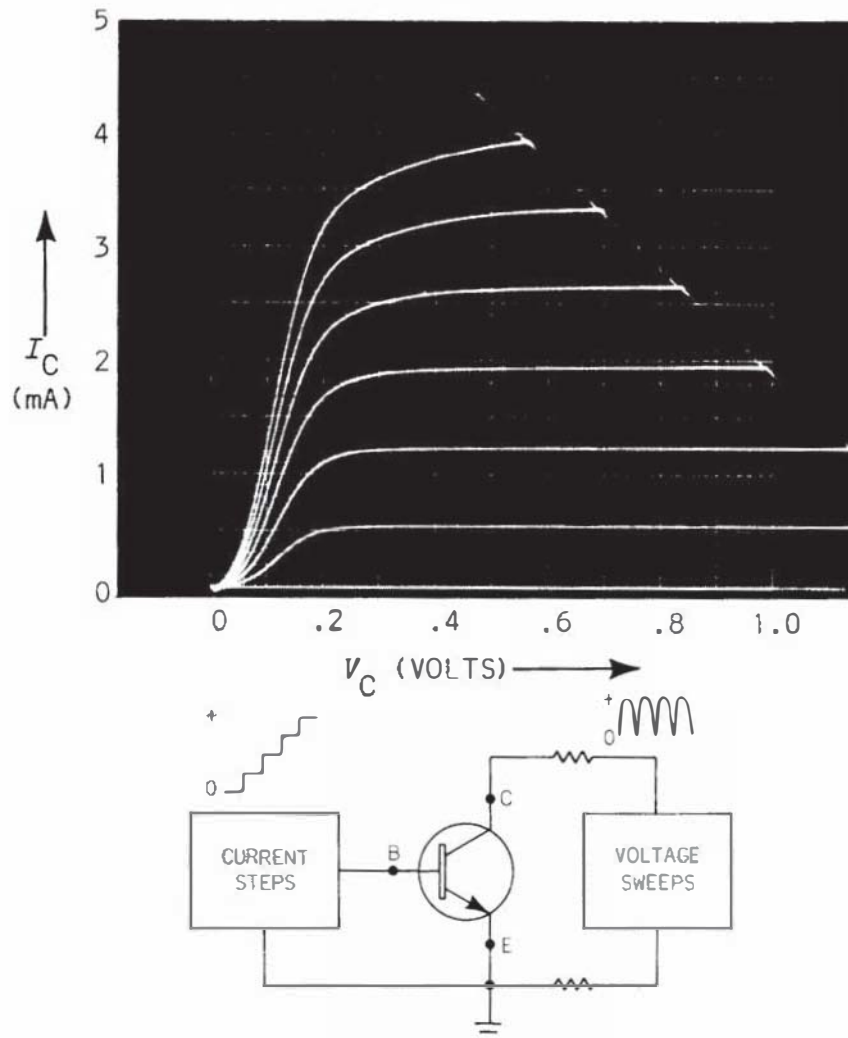 5
4
3
2
1
0
I_C
(mA)
0 .2 .4 .6 .8 1.0
V_C (VOLTS)
+
0
+
0
CURRENT
STEPS
B
C
E
VOLTAGE
SWEEPS